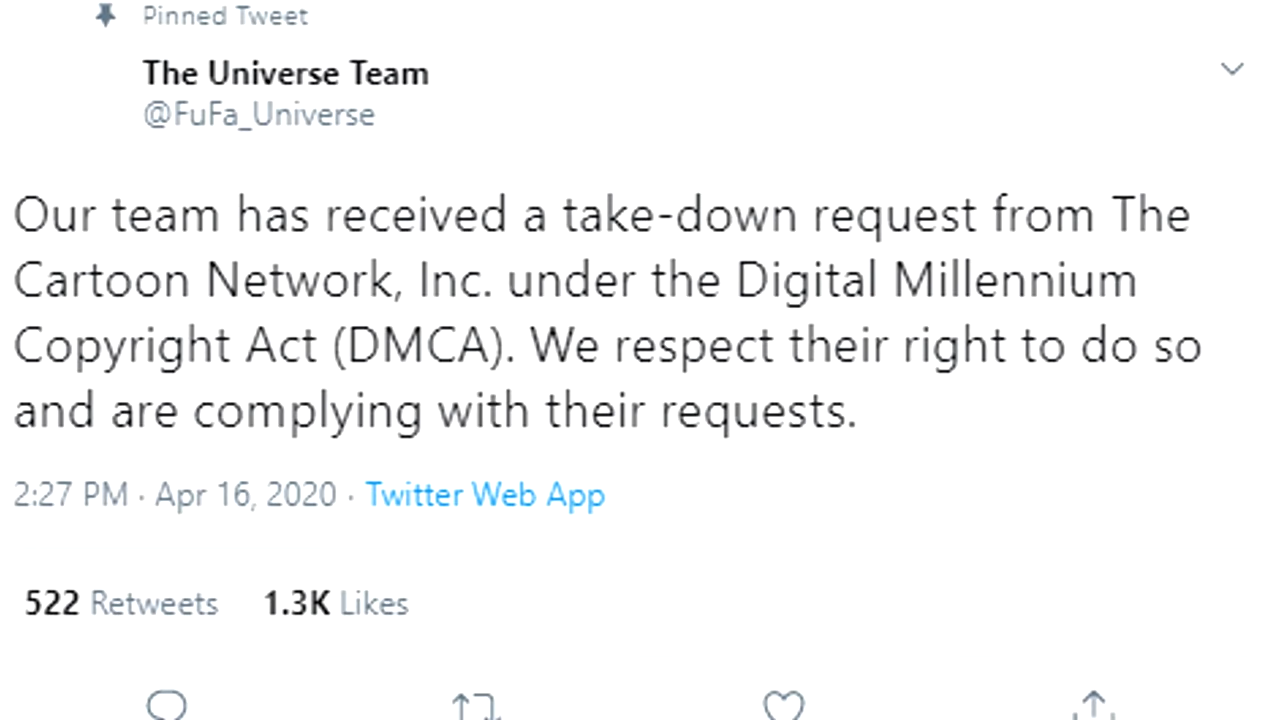 Pinned Tweet
The Universe Team
@FuFa_Universe
Our team has received a take-down request from The
Cartoon Network, Inc. under the Digital Millennium
Copyright Act (DMCA). We respect their right to do so
and are complying with their requests.
2:27 PM · Apr 16, 2020 · Twitter Web App
522 Retweets 1.3K Likes